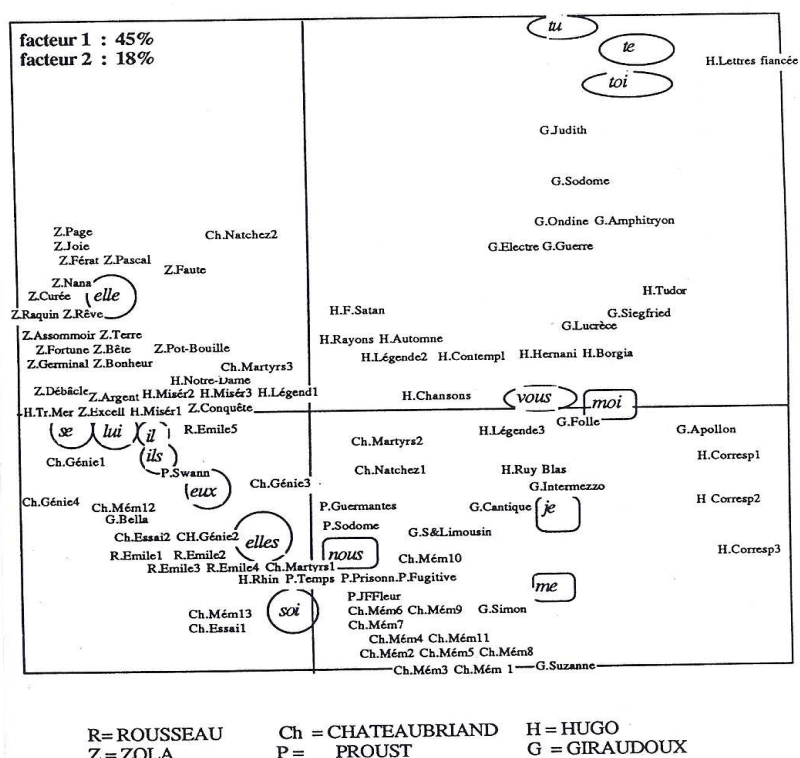 facteur 1 : 45%
facteur 2 : 18%
tu
te
H.Lettres fiancée
toi
G.Judith
G.Sodome
G.Ondine G.Amphitryon
Z.Page
Ch.Natchez2
Z.Joie
G.Electre G.Guerre
Z.Férat Z.Pascal
Z.Faute
Z.Nana
Z.Curée
elle
H.Tudor
Z.Raquin Z.Rêve
H.F.Satan
G.Siegfried
G.Lucrèce
Z.Assommoir Z.Terre
H.Rayons H.Automne
Z.Fortune Z.Bête Z.Pot-Bouille
H.Légende2 H.Contempl H.Hernani H.Borgia
Z.Germinal Z.Bonheur
Ch.Martyrs3
H.Notre-Dame
Z.Débâcle Z.Argent H.Misér2 H.Misér3 H.Légend1
H.Chansons
vous
moi
H.Tr.Mer Z.Excell H.Misér1 Z.Conquête
G.Folle
se
lui
il
R.Emile5
H.Légende3
G.Apollon
Ch.Martyrs2
ils
Ch.Génie1
H.Corresp1
P.Swann
Ch.Natchez1
H.Ruy Blas
Ch.Génie3
G.Intermezzo
eux
Ch.Génie4
H Corresp2
Ch.Mém12
P.Guermantes
G.Cantique
je
G.Bella
P.Sodome
G.S&Limousin
Ch.Essai2 CH.Génie2
elles
R.Emile1 R.Emile2
nous
H.Corresp3
Ch.Mém10
R.Emile3 R.Emile4 Ch.Martyrs1
H.Rhin P.Temps P.Prisonn.P.Fugitive
me
P.JFFleur
soi
Ch.Mém13
Ch.Mém6 Ch.Mém9 G.Simon
Ch.Essai1
Ch.Mém7
Ch.Mém4 Ch.Mém11
Ch.Mém2 Ch.Mém5 Ch.Mém8
Ch.Mém3 Ch.Mém 1 G.Suzanne
R= ROUSSEAU Ch = CHATEAUBRIAND H = HUGO
Z = ZOLA P = PROUST G = GIRAUDOUX